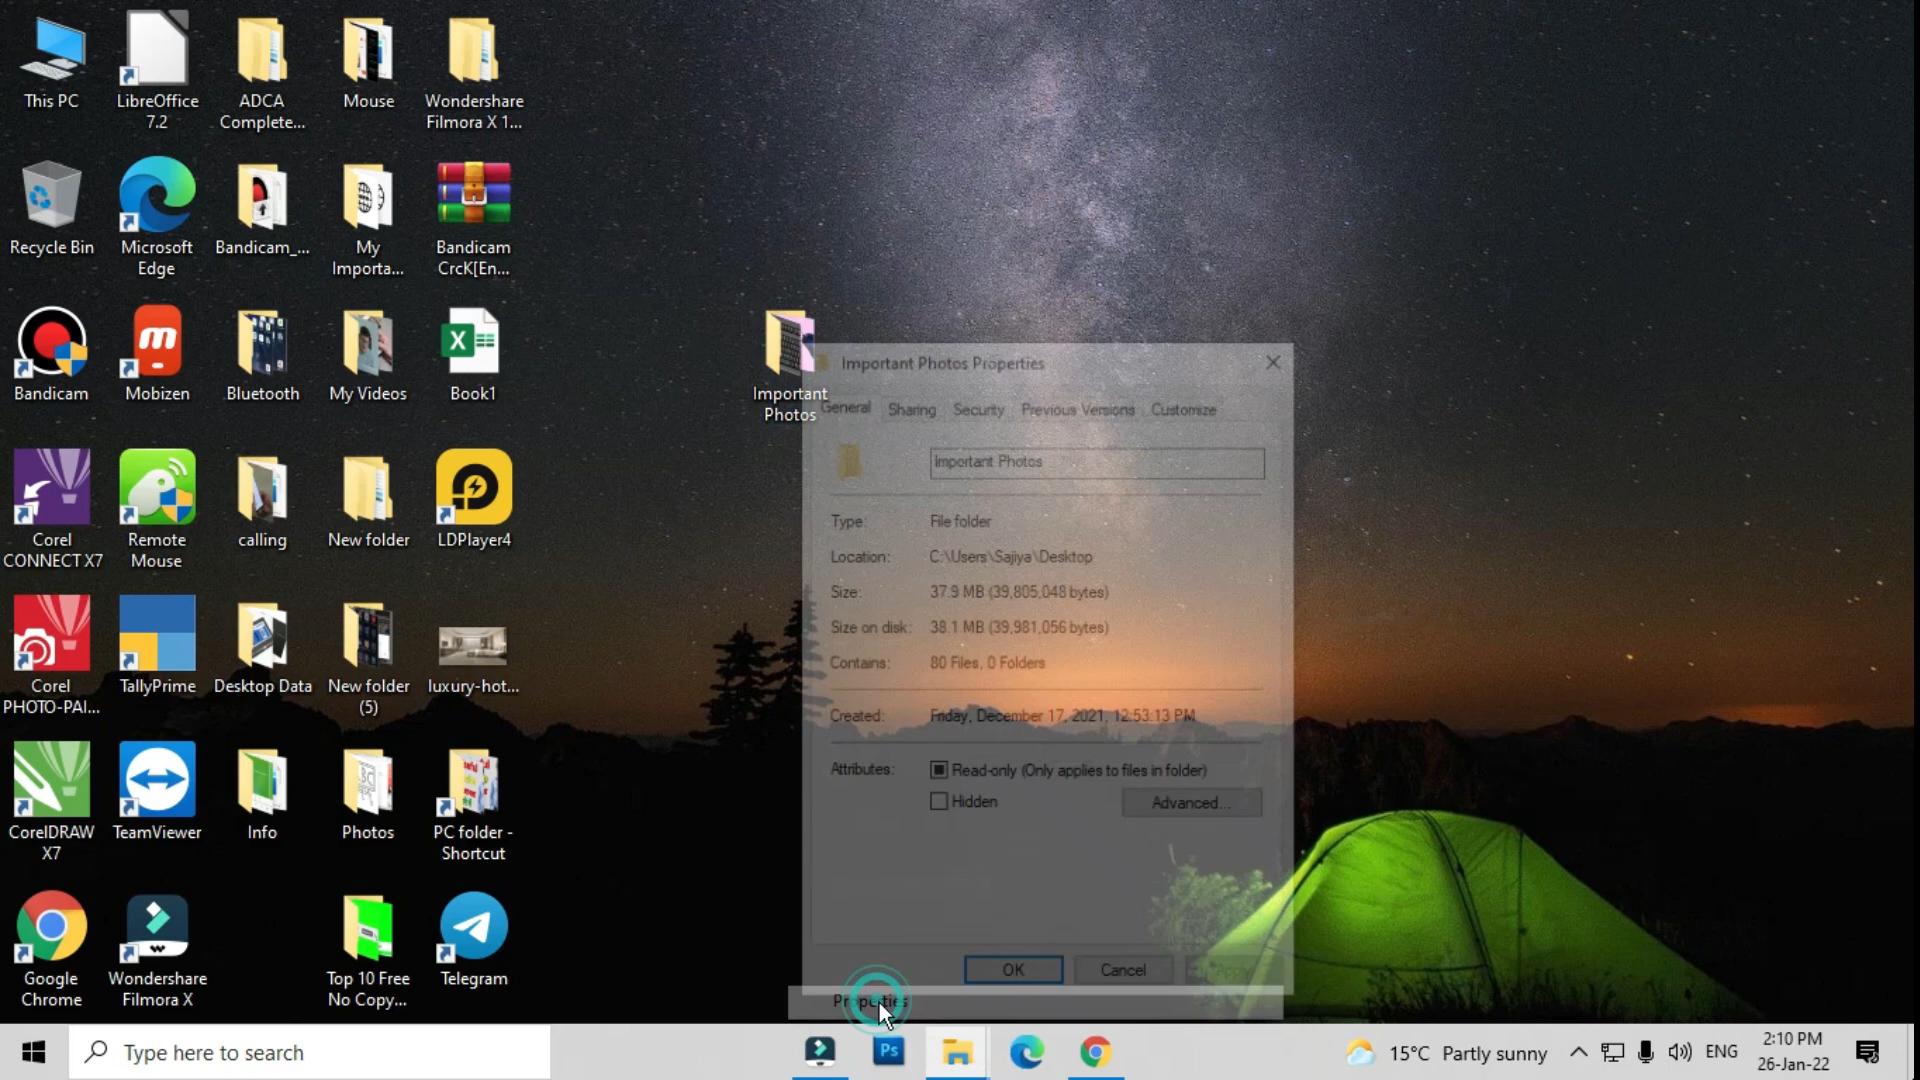 This PC
LibreOffice
7.2
ADCA
Complete...
Mouse
Wondershare
Filmora X 1...
Recycle Bin
Microsoft
Edge
Bandicam_...
My
Importa...
Bandicam
CrcK[En...
Bandicam
Mobizen
Bluetooth
My Videos
Book1
Important
Photos
Corel
CONNECT X7
Remote
Mouse
calling
New folder
LDPlayer4
Corel
PHOTO-PAI...
TallyPrime
Desktop Data
New folder
(5)
luxury-hot...
CorelDRAW
X7
TeamViewer
Info
Photos
PC folder -
Shortcut
Google
Chrome
Wondershare
Filmora X
Top 10 Free
No Copy...
Telegram
Important Photos Properties
General Sharing Security Previous Versions Customize
Important Photos
Type: File folder
Location: C:\Users\Sajiya\Desktop
Size: 37.9 MB (39,805,048 bytes)
Size on disk: 38.1 MB (39,981,056 bytes)
Contains: 80 Files, 0 Folders
Created: Friday, December 17, 2021, 12:53:13 PM
Attributes: Read-only (Only applies to files in folder)
Hidden Advanced...
OK Cancel Apply
Properties
Type here to search
Ps
15°C Partly sunny
ENG
2:10 PM
26-Jan-22